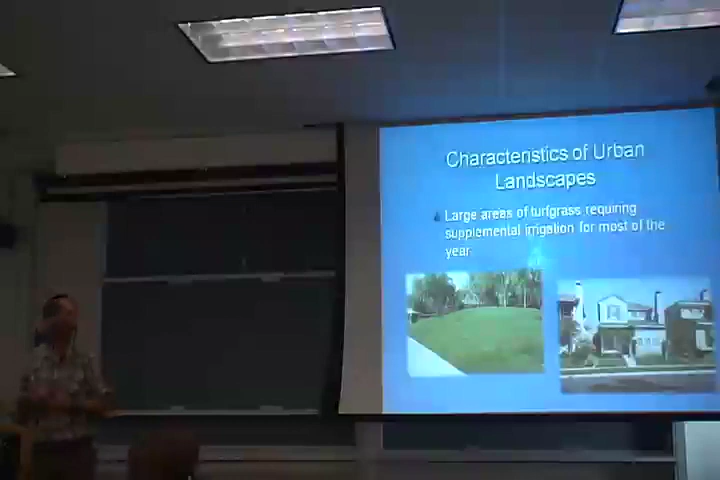 Characteristics of Urban
Landscapes
Large areas of turfgrass requiring
supplemental irrigation for most of the
year